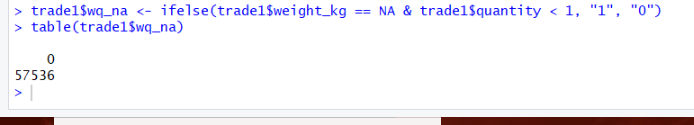 > trade1$wq_na <- ifelse(trade1$weight_kg == NA & trade1$quantity < 1, "1", "0")
> table(trade1$wq_na)
0
57536
>